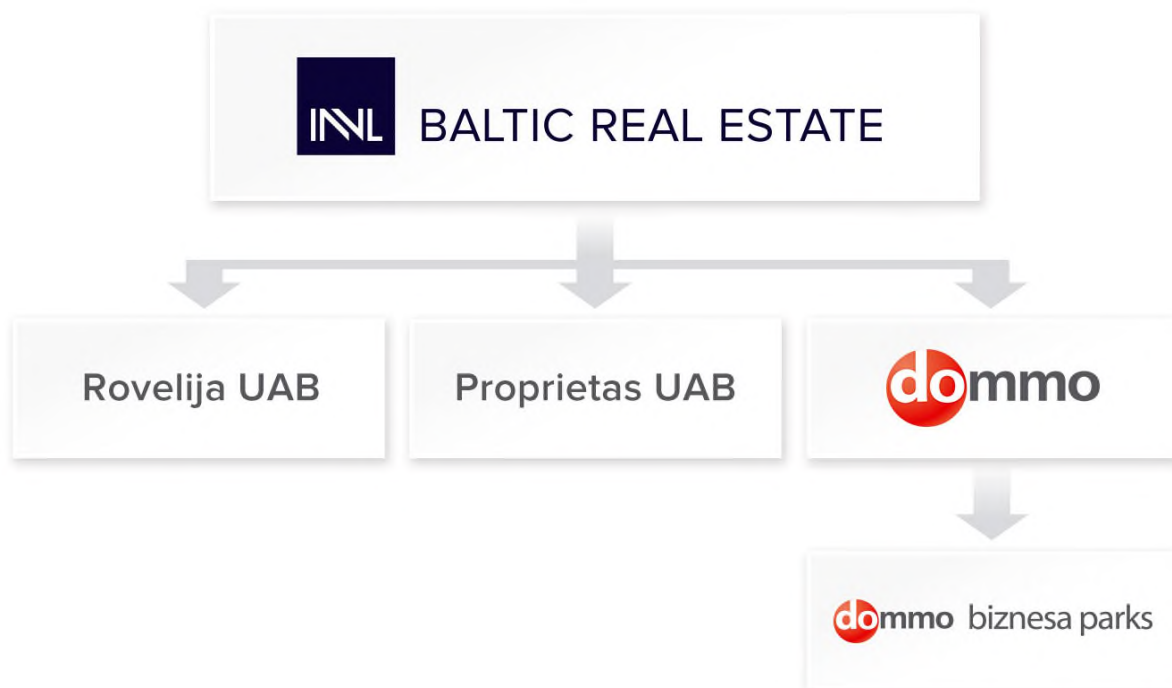 INVL BALTIC REAL ESTATE
Rovelija UAB
Proprietas UAB
dommo
dommo biznesa parks